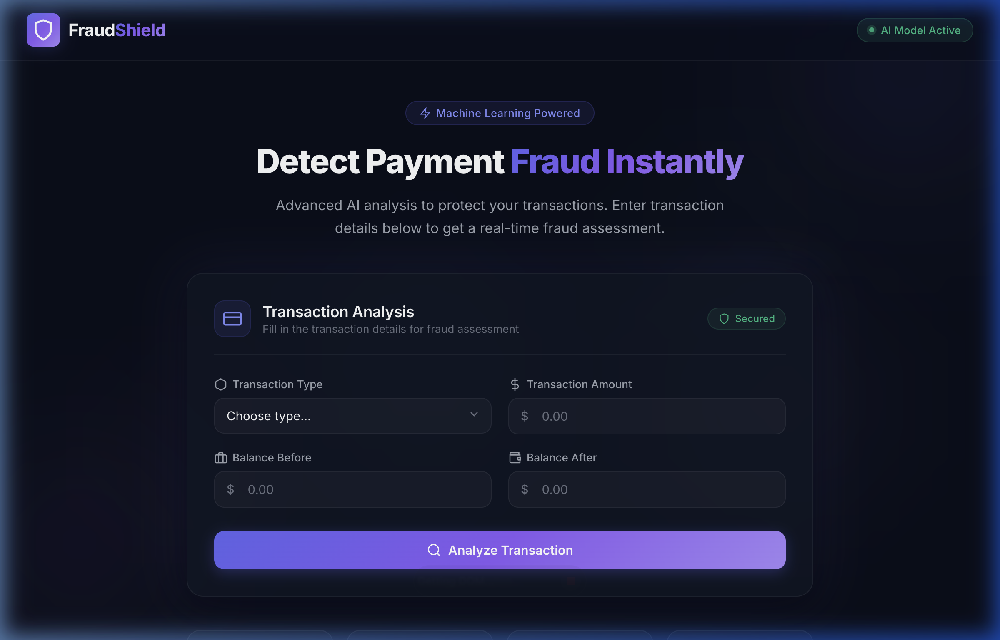 FraudShield
AI Model Active
Machine Learning Powered
Detect Payment Fraud Instantly
Advanced AI analysis to protect your transactions. Enter transaction
details below to get a real-time fraud assessment.
Transaction Analysis
Fill in the transaction details for fraud assessment
Secured
Transaction Type
Transaction Amount
Choose type...
$ 0.00
Balance Before
Balance After
$ 0.00
$ 0.00
Analyze Transaction